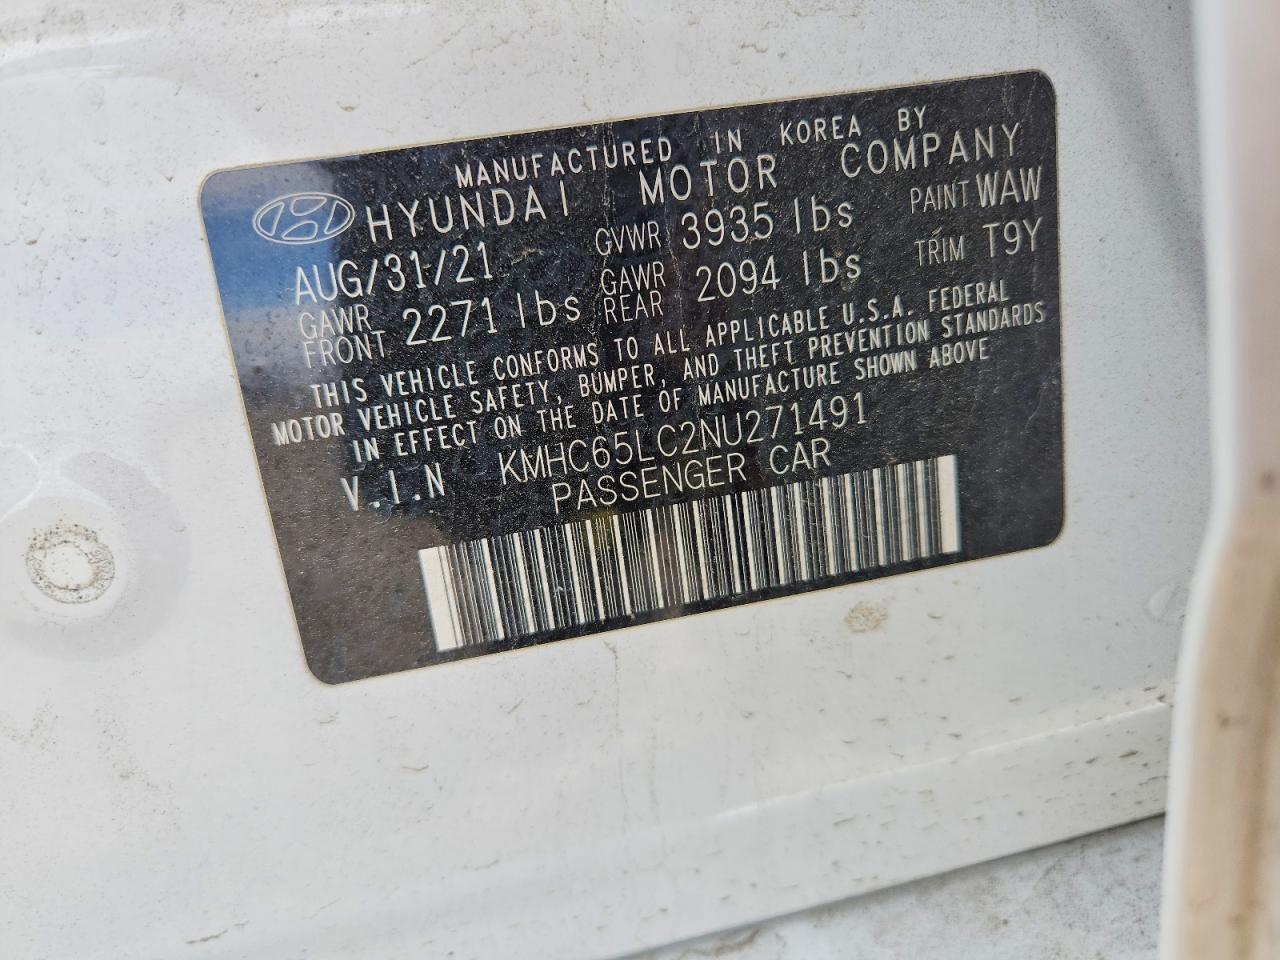 MANUFACTURED IN KOREA BY
HYUNDAI MOTOR COMPANY
AUG/31/21 GVWR 3935 lbs PAINT WAW
GAWR FRONT 2271 lbs GAWR REAR 2094 lbs TRIM T9Y
THIS VEHICLE CONFORMS TO ALL APPLICABLE U.S.A. FEDERAL
MOTOR VEHICLE SAFETY, BUMPER, AND THEFT PREVENTION STANDARDS
IN EFFECT ON THE DATE OF MANUFACTURE SHOWN ABOVE
V.I.N KMHC65LC2NU271491
PASSENGER CAR